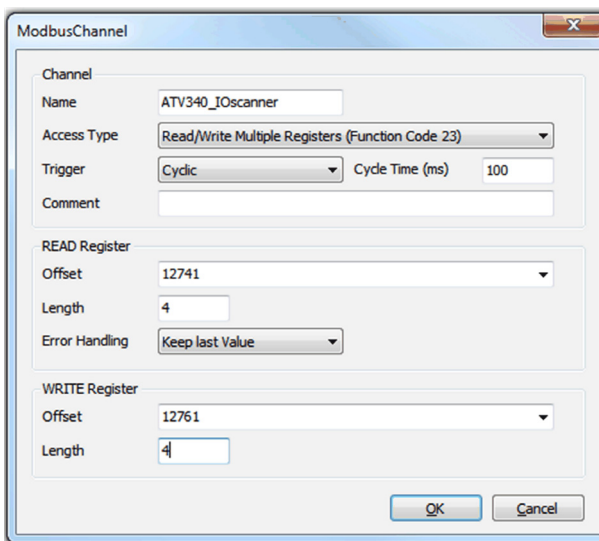 ModbusChannel
Channel
Name ATV340_IOscanner
Access Type Read/Write Multiple Registers (Function Code 23)
Trigger Cyclic Cycle Time (ms) 100
Comment
READ Register
Offset 12741
Length 4
Error Handling Keep last Value
WRITE Register
Offset 12761
Length 4
OK Cancel